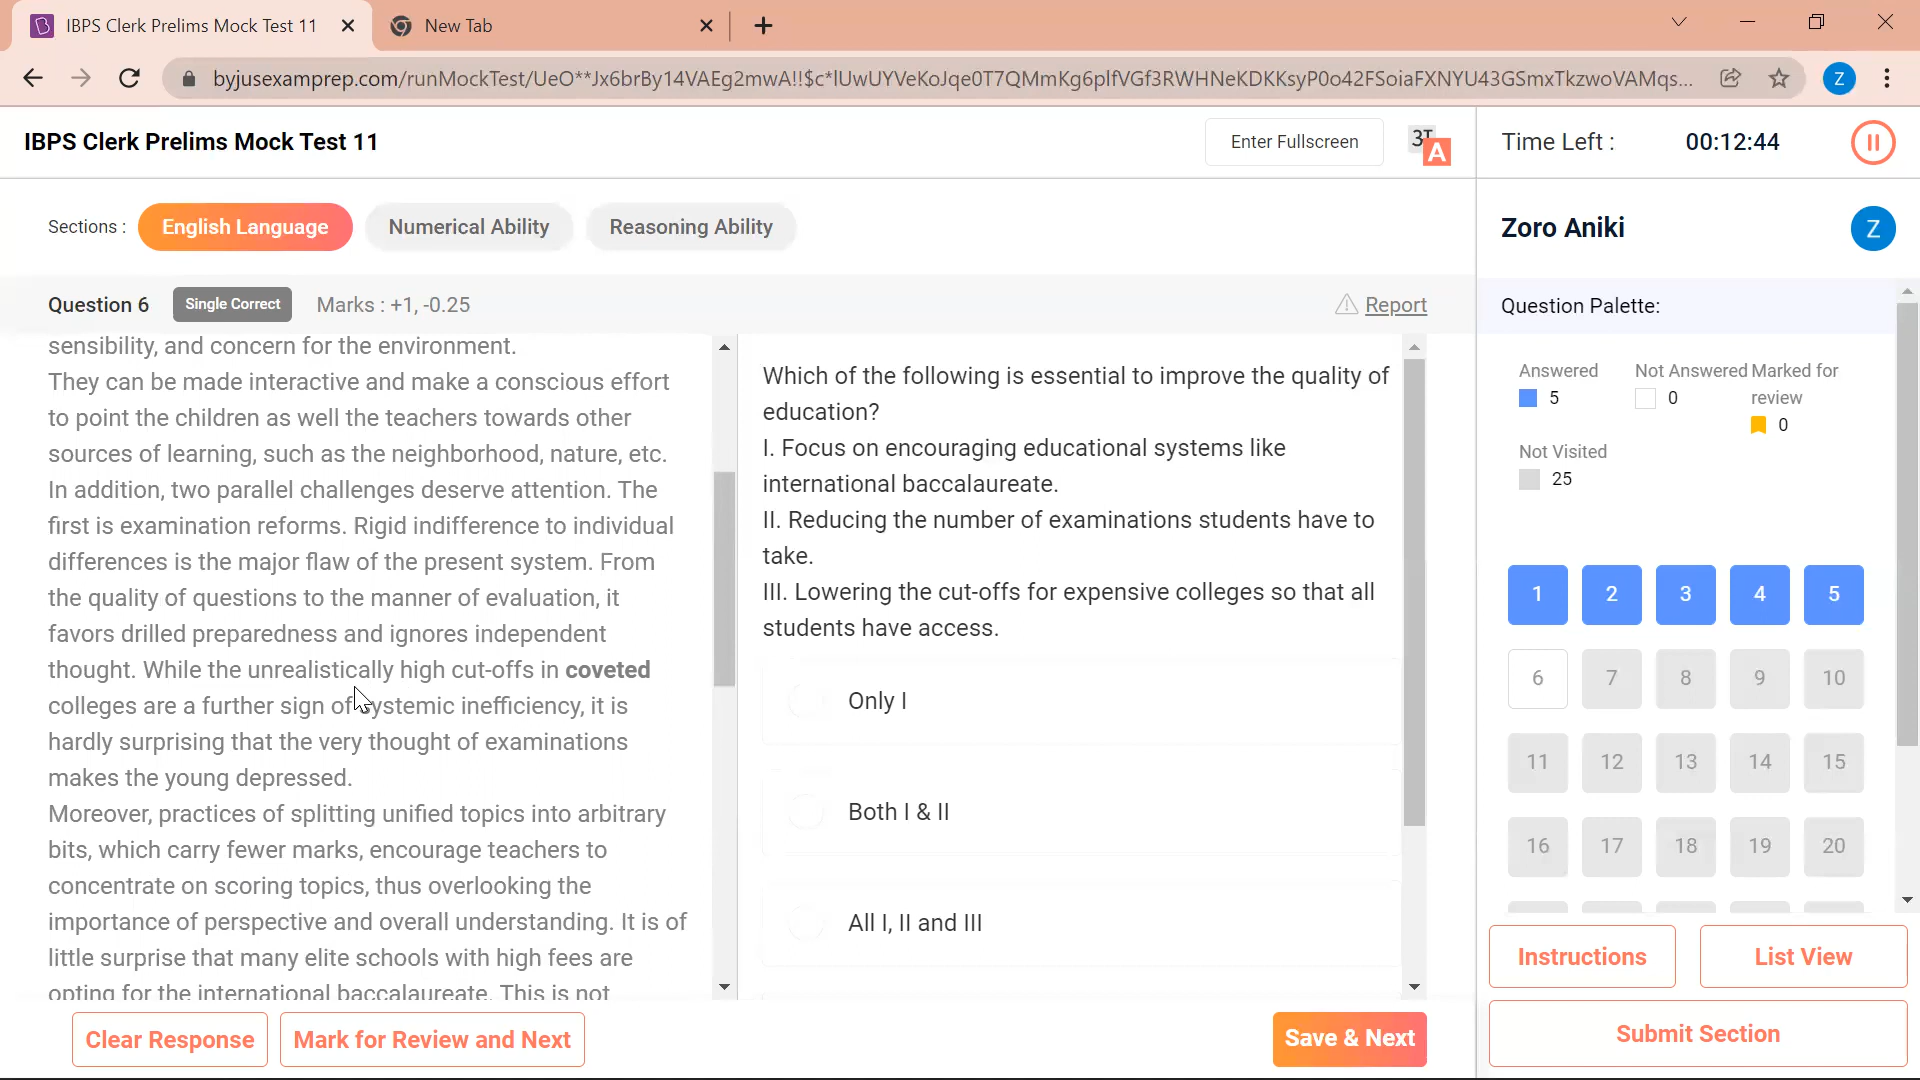 IBPS Clerk Prelims Mock Test 11
New Tab
byjusexamprep.com/runMockTest/UeO**Jx6brBy14VAEg2mwA!!$c*lUwUYVeKoJqe0T7QMmKg6plfVGf3RWHNeKDKKsyP0o42FSoiaFXNYU43GSmxTkzwoVAMqs...
Z
IBPS Clerk Prelims Mock Test 11
Enter Fullscreen
A
Time Left :
00:12:44
Sections :
English Language
Numerical Ability
Reasoning Ability
Zoro Aniki
Z
Question 6
Single Correct
Marks : +1, -0.25
Report
sensibility, and concern for the environment.
They can be made interactive and make a conscious effort
to point the children as well the teachers towards other
sources of learning, such as the neighborhood, nature, etc.
In addition, two parallel challenges deserve attention. The
first is examination reforms. Rigid indifference to individual
differences is the major flaw of the present system. From
the quality of questions to the manner of evaluation, it
favors drilled preparedness and ignores independent
thought. While the unrealistically high cut-offs in coveted
colleges are a further sign of systemic inefficiency, it is
hardly surprising that the very thought of examinations
makes the young depressed.
Moreover, practices of splitting unified topics into arbitrary
bits, which carry fewer marks, encourage teachers to
concentrate on scoring topics, thus overlooking the
importance of perspective and overall understanding. It is of
little surprise that many elite schools with high fees are
opting for the international baccalaureate. This is not
Which of the following is essential to improve the quality of
education?
I. Focus on encouraging educational systems like
international baccalaureate.
II. Reducing the number of examinations students have to
take.
III. Lowering the cut-offs for expensive colleges so that all
students have access.
Only I
Both I & II
All I, II and III
Clear Response
Mark for Review and Next
Save & Next
Question Palette:
Answered
5
Not Answered
0
Marked for
review
0
Not Visited
25
1 2 3 4 5
6 7 8 9 10
11 12 13 14 15
16 17 18 19 20
Instructions
List View
Submit Section